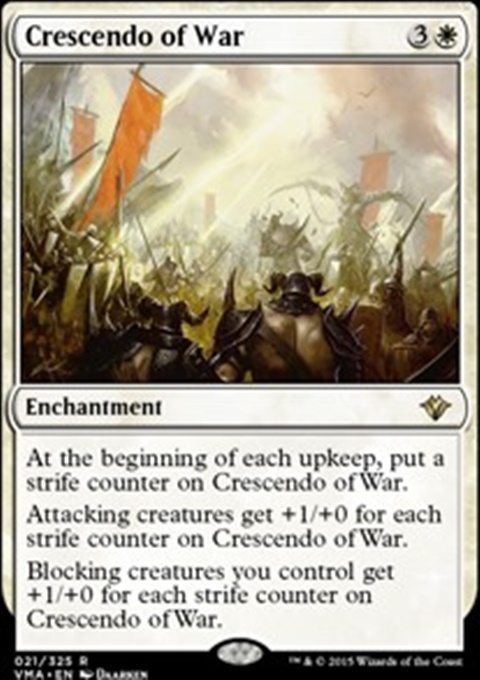 Crescendo of War 3
Enchantment
At the beginning of each upkeep, put a
strife counter on Crescendo of War.
Attacking creatures get +1/+0 for each
strife counter on Crescendo of War.
Blocking creatures you control get
+1/+0 for each strife counter on
Crescendo of War.
021/325 R
VMA • EN Daarken
™ & © 2015 Wizards of the Coast